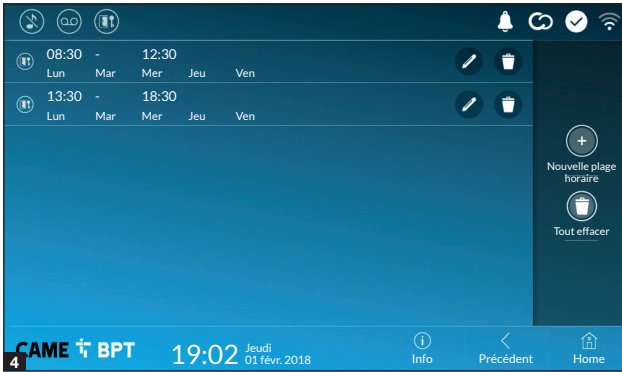 08:30 - 12:30
Lun Mar Mer Jeu Ven
13:30 - 18:30
Lun Mar Mer Jeu Ven
Nouvelle plage
horaire
Tout effacer
4
CAME BPT
19:02
Jeudi
01 févr. 2018
Info
Précédent
Home